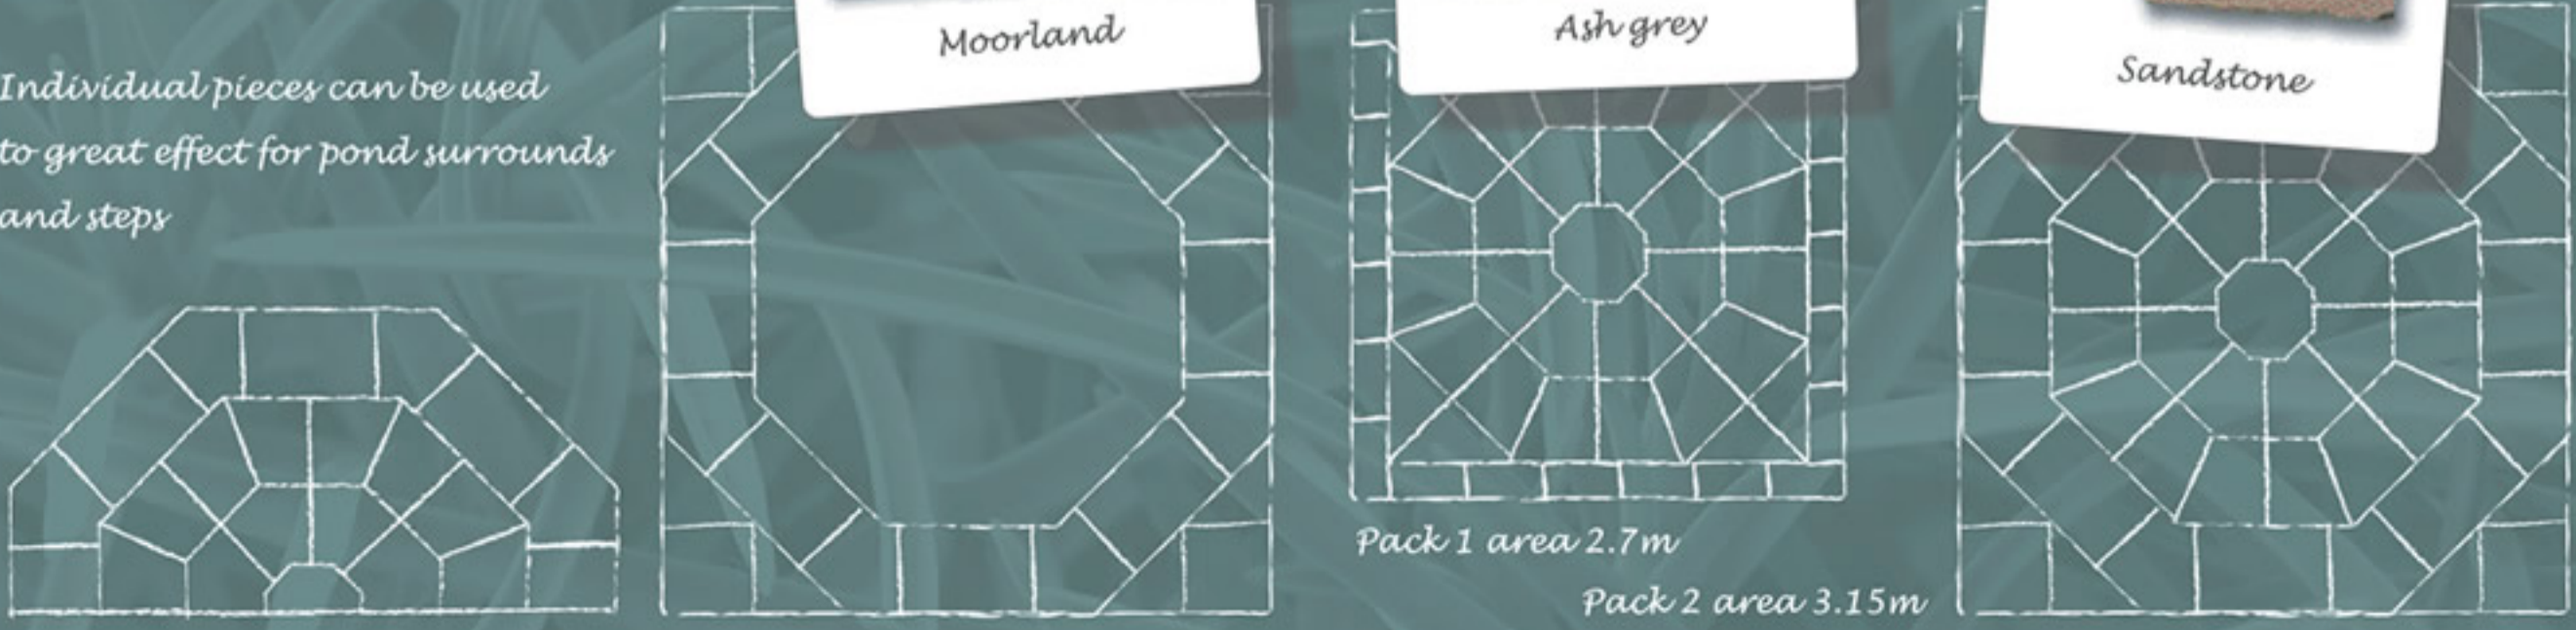 Individual pieces can be used
to great effect for pond surrounds
and steps
Moorland
Ash grey
Sandstone
Pack 1 area 2.7m
Pack 2 area 3.15m